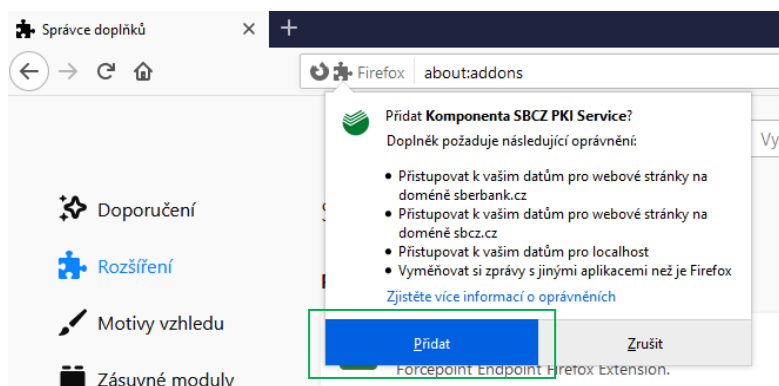 Správce doplňků
Firefox about:addons
Přidat Komponenta SBCZ PKI Service?
Doplněk požaduje následující oprávnění:
• Přistupovat k vašim datům pro webové stránky na
doméně sberbank.cz
• Přistupovat k vašim datům pro webové stránky na
doméně sbcz.cz
• Přistupovat k vašim datům pro localhost
• Vyměňovat si zprávy s jinými aplikacemi než je Firefox
Zjistěte více informací o oprávněních
Přidat
Zrušit
Vy
Doporučení
Rozšíření
Motivy vzhledu
Zásuvné moduly
Forcepoint Endpoint Firefox Extension.